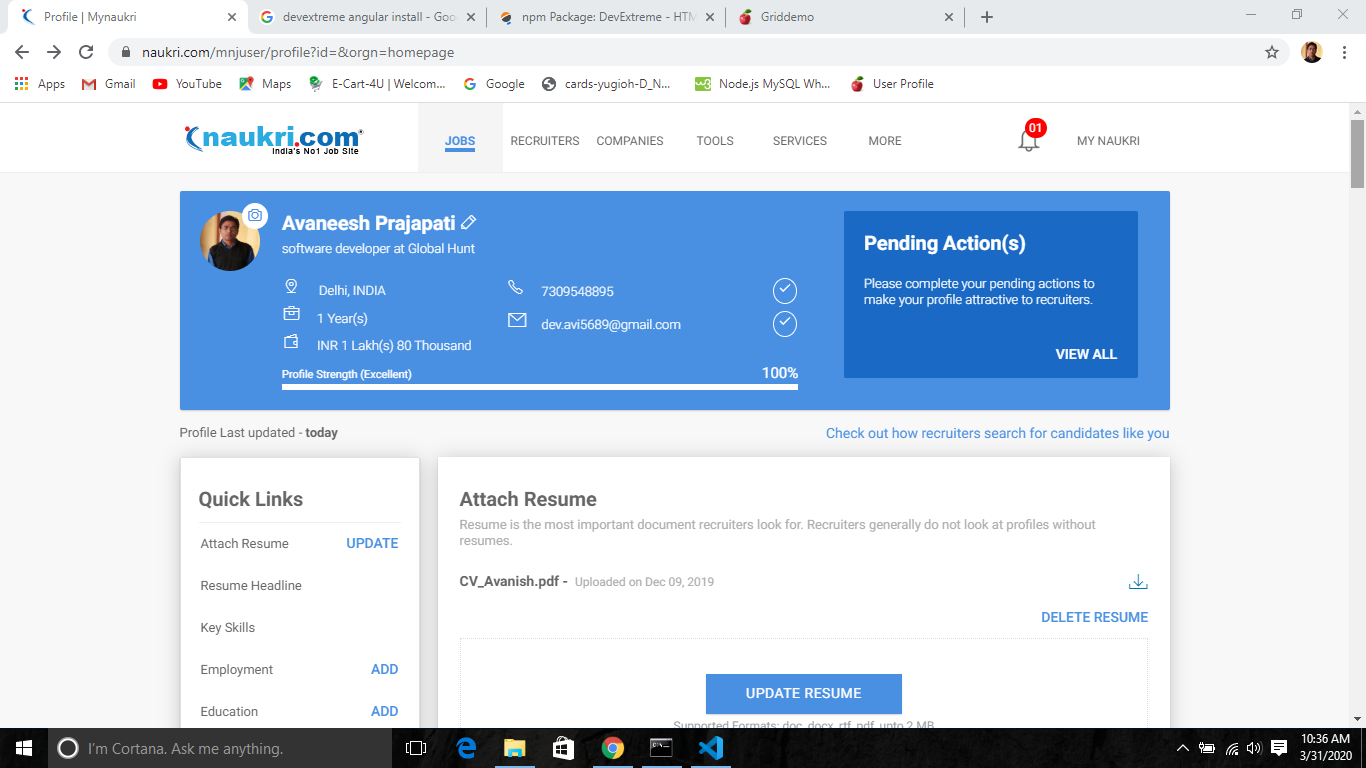 Profile | Mynaukri
devextreme angular install - Goo
npm Package: DevExtreme - HTM
Griddemo
naukri.com/mnjuser/profile?id=&orgn=homepage
Apps
Gmail
YouTube
Maps
E-Cart-4U | Welcom...
Google
cards-yugioh-d_N...
Node.js MySQL Wh...
User Profile
naukri.com
India's No1 Job Site
JOBS
RECRUITERS
COMPANIES
TOOLS
SERVICES
MORE
01
MY NAUKRI
Avaneesh Prajapati
software developer at Global Hunt
Delhi, INDIA
7309548895
1 Year(s)
dev.avi5689@gmail.com
INR 1 Lakh(s) 80 Thousand
Profile Strength (Excellent)
100%
Pending Action(s)
Please complete your pending actions to
make your profile attractive to recruiters.
VIEW ALL
Profile Last updated - today
Check out how recruiters search for candidates like you
Quick Links
Attach Resume
UPDATE
Resume Headline
Key Skills
Employment
ADD
Education
ADD
Attach Resume
Resume is the most important document recruiters look for. Recruiters generally do not look at profiles without
resumes.
CV_Avanish.pdf - Uploaded on Dec 09, 2019
DELETE RESUME
UPDATE RESUME
Supported Formats: doc, docx, rtf, pdf, upto 2 MB
I'm Cortana. Ask me anything.
10:36 AM
3/31/2020